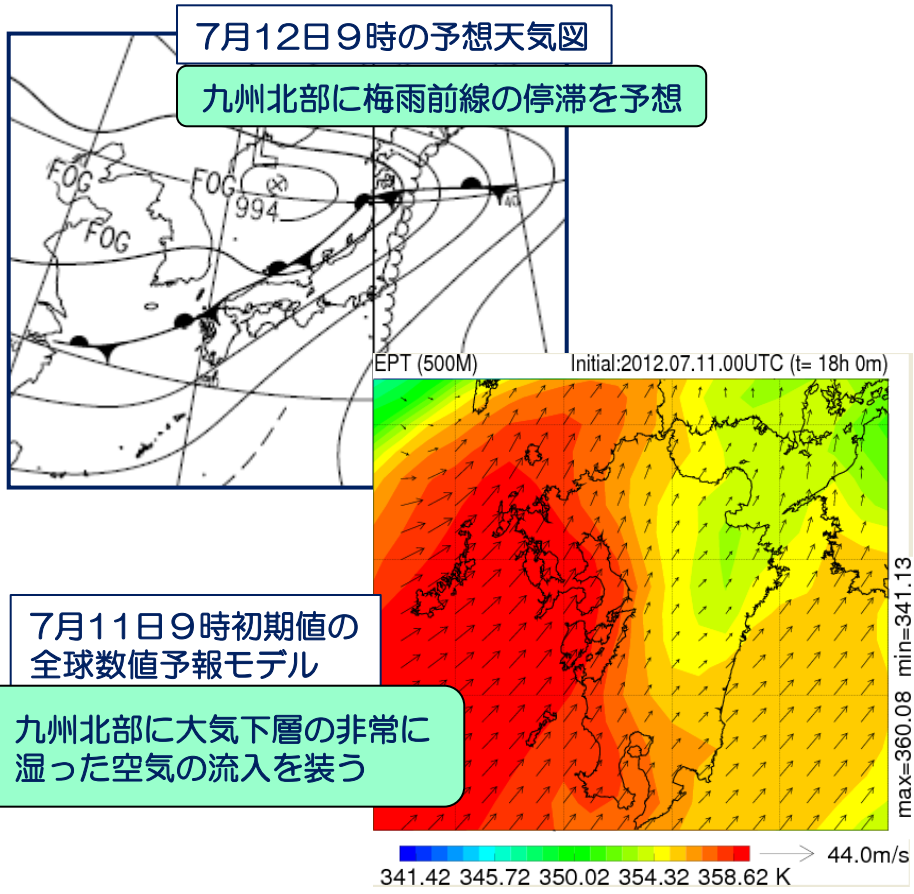 7月12日９時の予想天気図
九州北部に梅雨前線の停滞を予想
FOG
FOG
FOG
L
994
40
EPT (500M) Initial:2012.07.11.00UTC (t= 18h 0m)
max=360.08 min=341.13
7月11日９時初期値の
全球数値予報モデル
九州北部に大気下層の非常に
湿った空気の流入を装う
44.0m/s
341.42 345.72 350.02 354.32 358.62 K